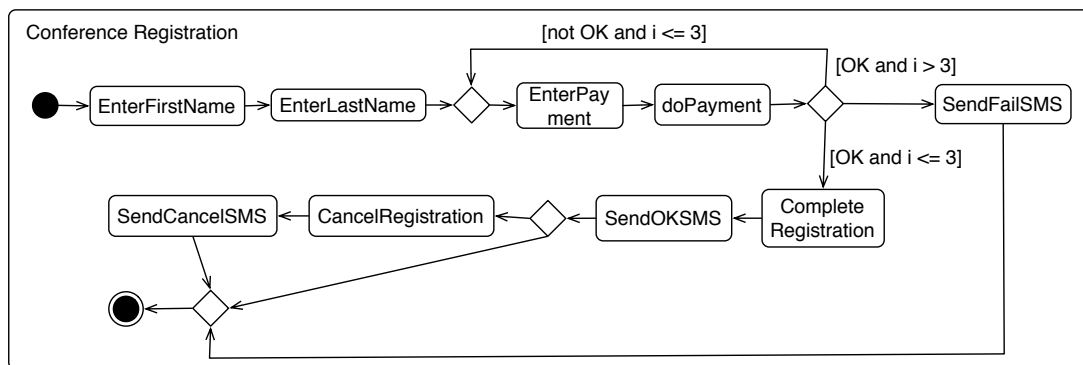 Conference Registration
[not OK and i <= 3]
[OK and i > 3]
EnterFirstName
EnterLastName
EnterPay
ment
doPayment
SendFailSMS
[OK and i <= 3]
SendCancelSMS
CancelRegistration
SendOKSMS
Complete
Registration